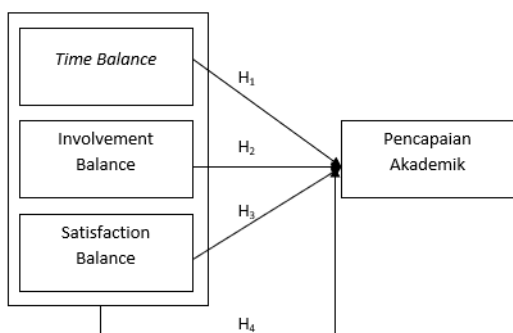 Time Balance
H1
Involvement
Balance
H2
Pencapaian
Akademik
Satisfaction
Balance
H3
H4